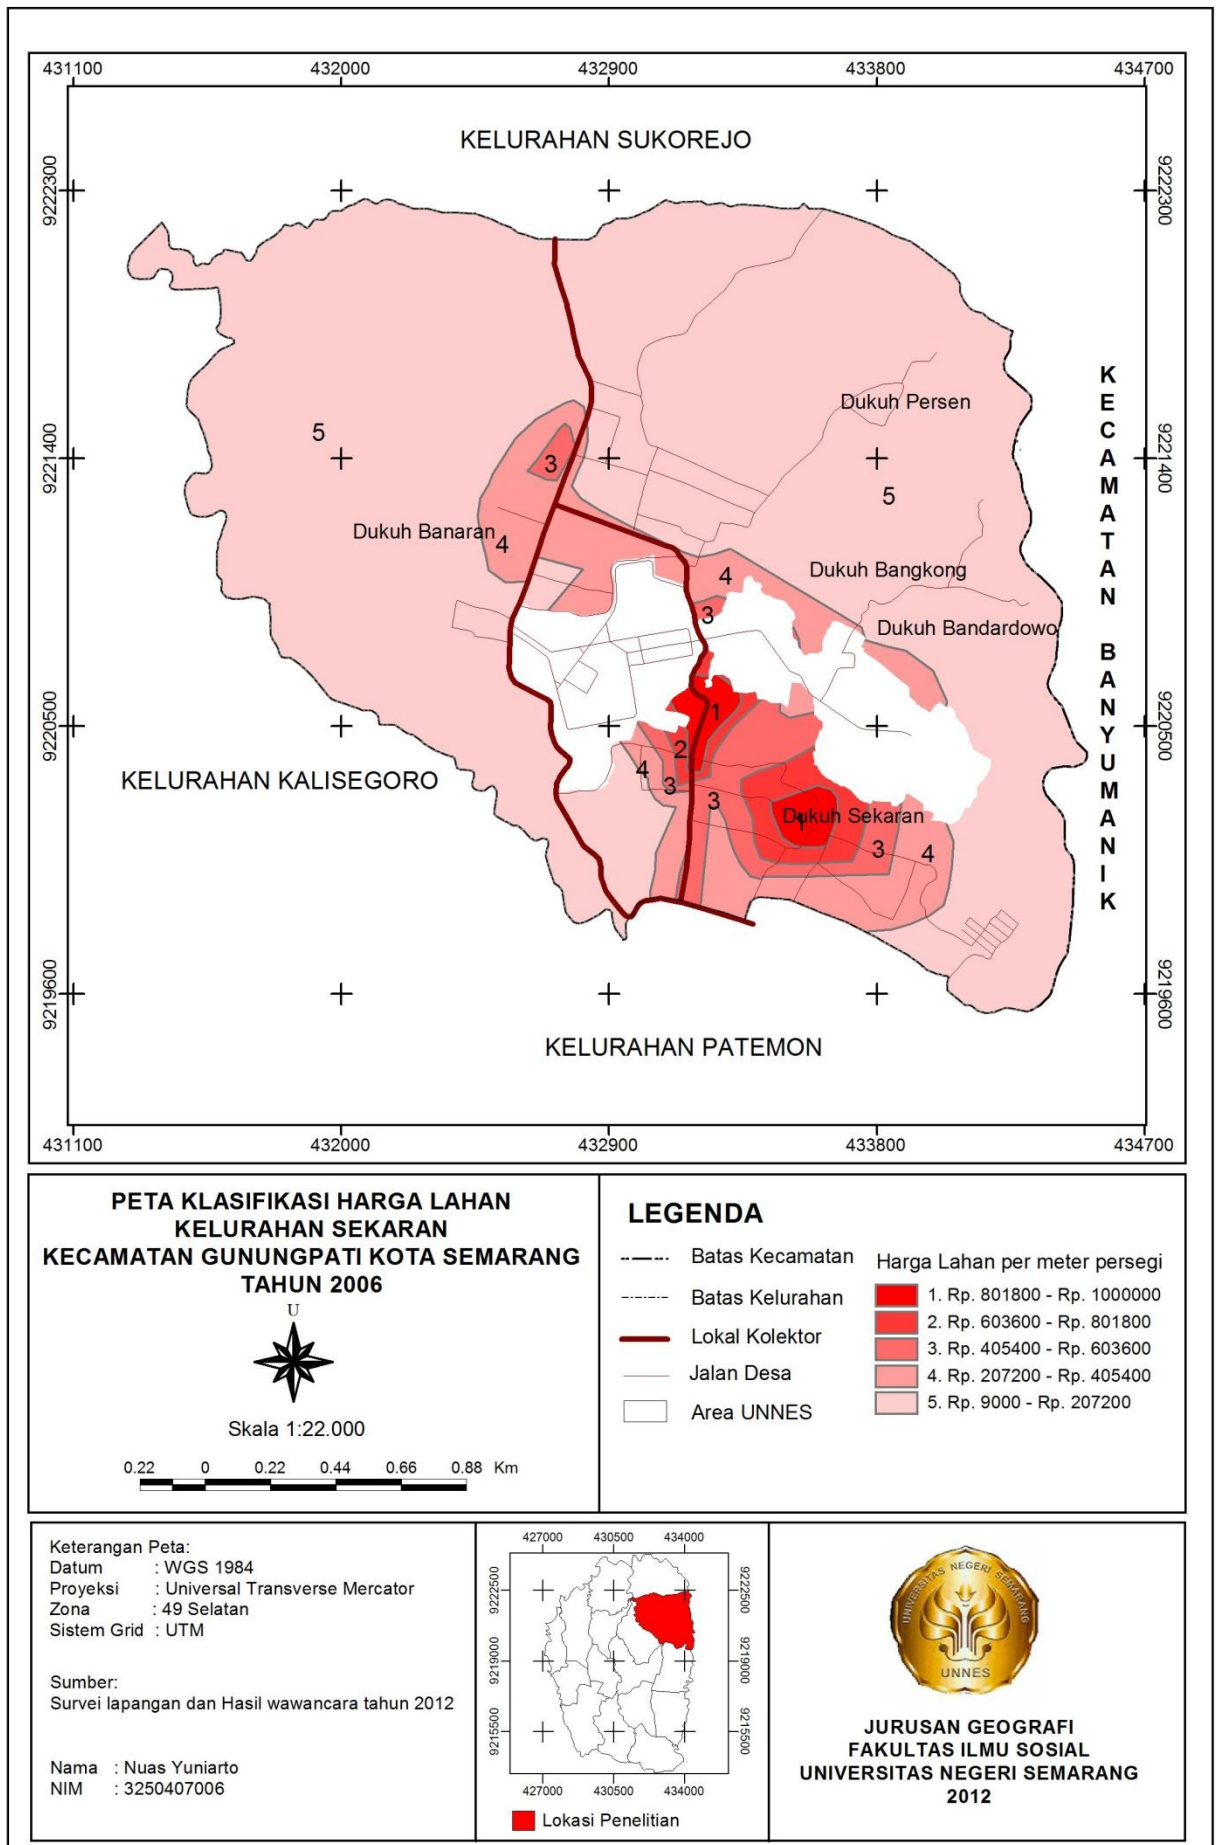 431100 432000 432900 433800 434700
KELURAHAN SUKOREJO
9222300 9222300
Dukuh Persen
KECAMATAN BANYUMANIK
5
9221400 9221400
3
5
Dukuh Banaran
4
4
Dukuh Bangkong
3
Dukuh Bandardowo
1
9220500 9220500
2
4
KELURAHAN KALISEGORO
3
3
Dukuh Sekaran
1
3
4
9219600 9219600
KELURAHAN PATEMON
431100 432000 432900 433800 434700
PETA KLASIFIKASI HARGA LAHAN
KELURAHAN SEKARAN
KECAMATAN GUNUNGPATI KOTA SEMARANG
TAHUN 2006
U
Skala 1:22.000
0.22 0 0.22 0.44 0.66 0.88 Km
LEGENDA
Batas Kecamatan
Batas Kelurahan
Lokal Kolektor
Jalan Desa
Area UNNES
Harga Lahan per meter persegi
1. Rp. 801800 - Rp. 1000000
2. Rp. 603600 - Rp. 801800
3. Rp. 405400 - Rp. 603600
4. Rp. 207200 - Rp. 405400
5. Rp. 9000 - Rp. 207200
Keterangan Peta:
Datum : WGS 1984
Proyeksi : Universal Transverse Mercator
Zona : 49 Selatan
Sistem Grid : UTM
Sumber:
Survei lapangan dan Hasil wawancara tahun 2012
Nama : Nuas Yuniarto
NIM : 3250407006
427000 430500 434000
9222500 9222500
9219000 9219000
9215500 9215500
427000 430500 434000
Lokasi Penelitian
UNIVERSITAS NEGERI SEMARANG
UNNES
JURUSAN GEOGRAFI
FAKULTAS ILMU SOSIAL
UNIVERSITAS NEGERI SEMARANG
2012